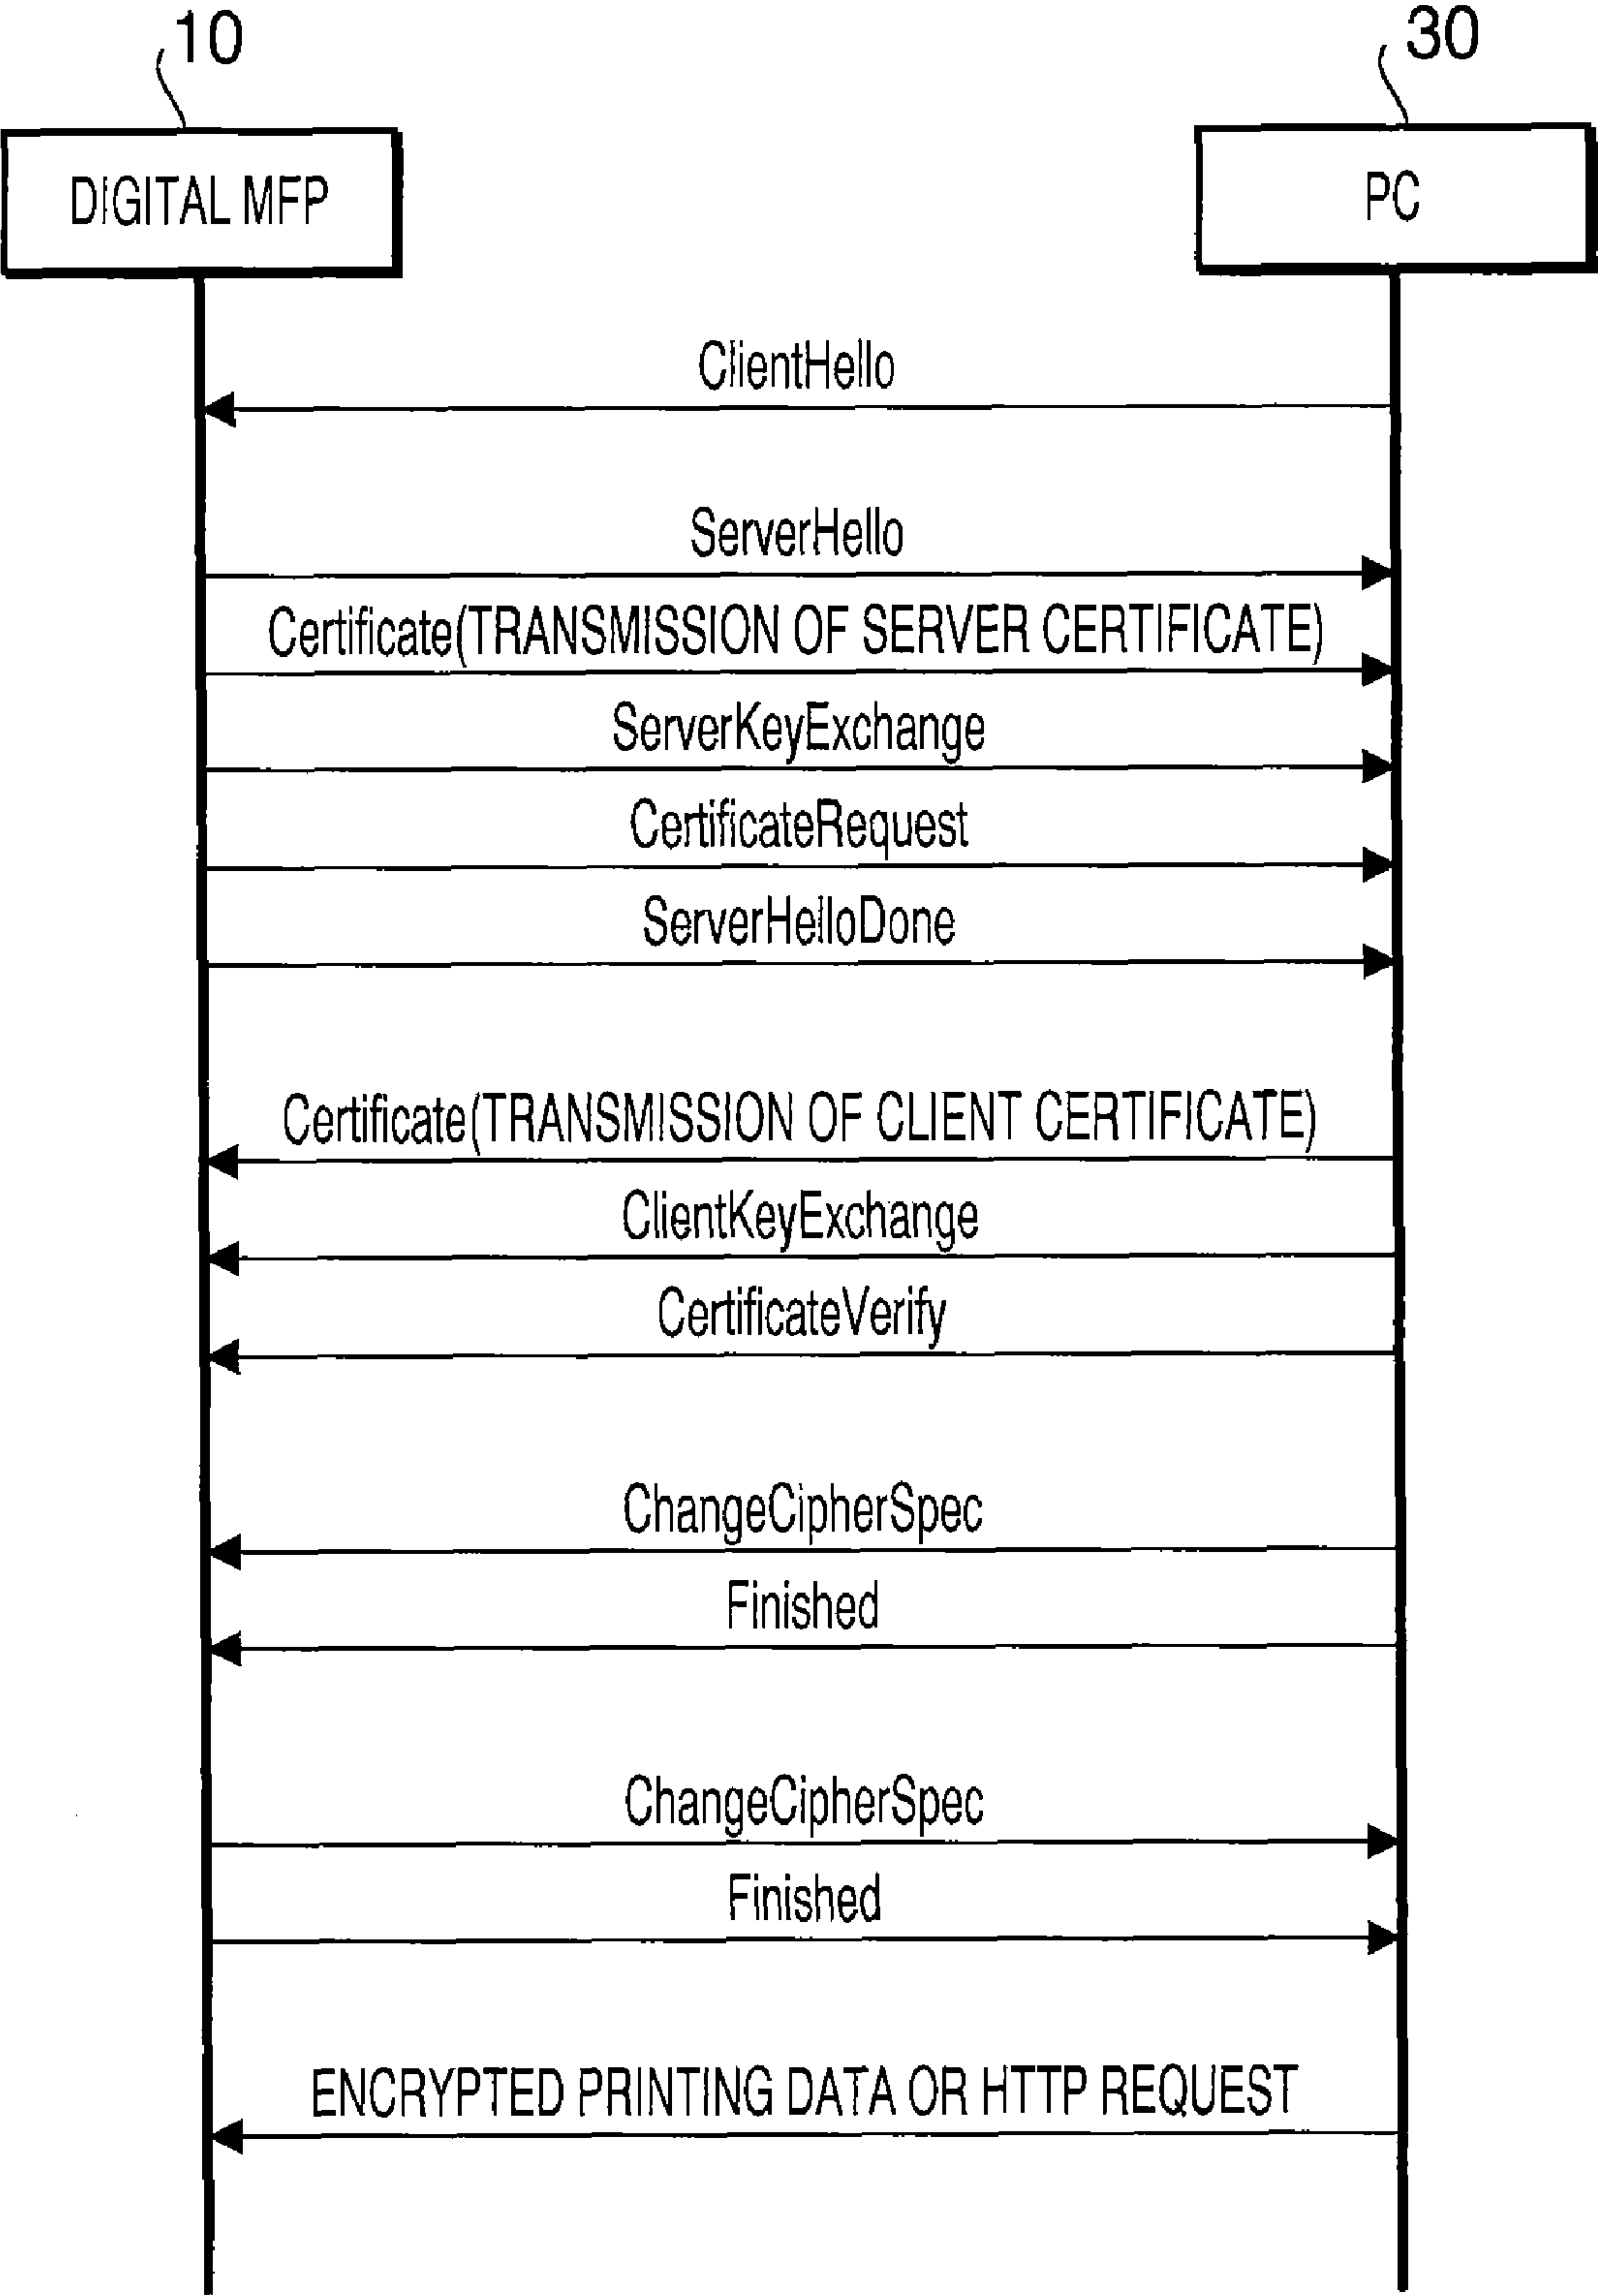 10
30
DIGITAL MFP
PC
ClientHello
ServerHello
Certificate(TRANSMISSION OF SERVER CERTIFICATE)
ServerKeyExchange
CertificateRequest
ServerHelloDone
Certificate(TRANSMISSION OF CLIENT CERTIFICATE)
ClientKeyExchange
CertificateVerify
ChangeCipherSpec
Finished
ChangeCipherSpec
Finished
ENCRYPTED PRINTING DATA OR HTTP REQUEST